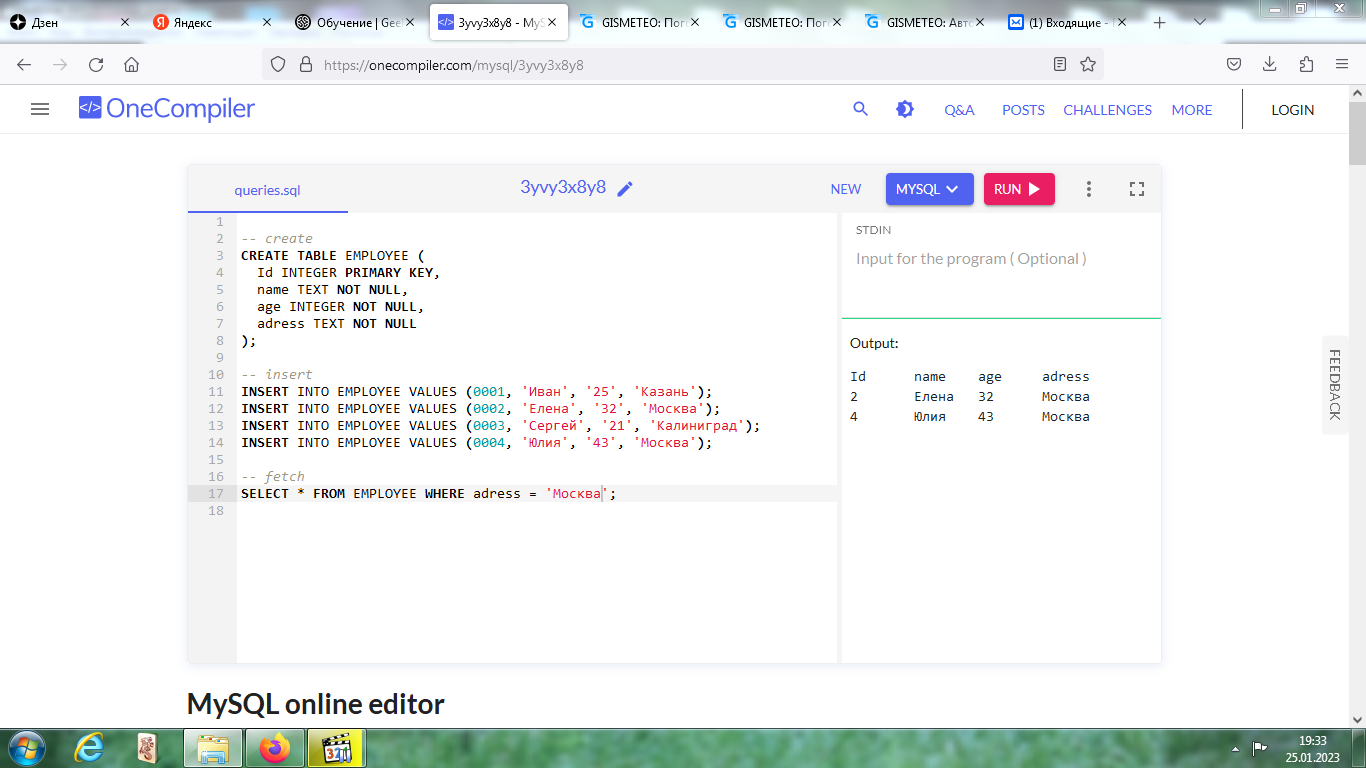 Дзен
Яндекс
Обучение | Gee
3yvy3x8y8 - MyS
GISMETEO: Пог
GISMETEO: Пог
GISMETEO: Авто
(1) Входящие -
https://onecompiler.com/mysql/3yvy3x8y8
</> OneCompiler
Q&A
POSTS
CHALLENGES
MORE
LOGIN
queries.sql
3yvy3x8y8
NEW
MYSQL
RUN
1
2 -- create
3 CREATE TABLE EMPLOYEE (
4 Id INTEGER PRIMARY KEY,
5 name TEXT NOT NULL,
6 age INTEGER NOT NULL,
7 adress TEXT NOT NULL
8 );
9
10 -- insert
11 INSERT INTO EMPLOYEE VALUES (0001, 'Иван', '25', 'Казань');
12 INSERT INTO EMPLOYEE VALUES (0002, 'Елена', '32', 'Москва');
13 INSERT INTO EMPLOYEE VALUES (0003, 'Сергей', '21', 'Калиниград');
14 INSERT INTO EMPLOYEE VALUES (0004, 'Юлия', '43', 'Москва');
15
16 -- fetch
17 SELECT * FROM EMPLOYEE WHERE adress = 'Москва';
18
STDIN
Input for the program ( Optional )
Output:
Id name age adress
2 Елена 32 Москва
4 Юлия 43 Москва
FEEDBACK
MySQL online editor
321
19:33
25.01.2023